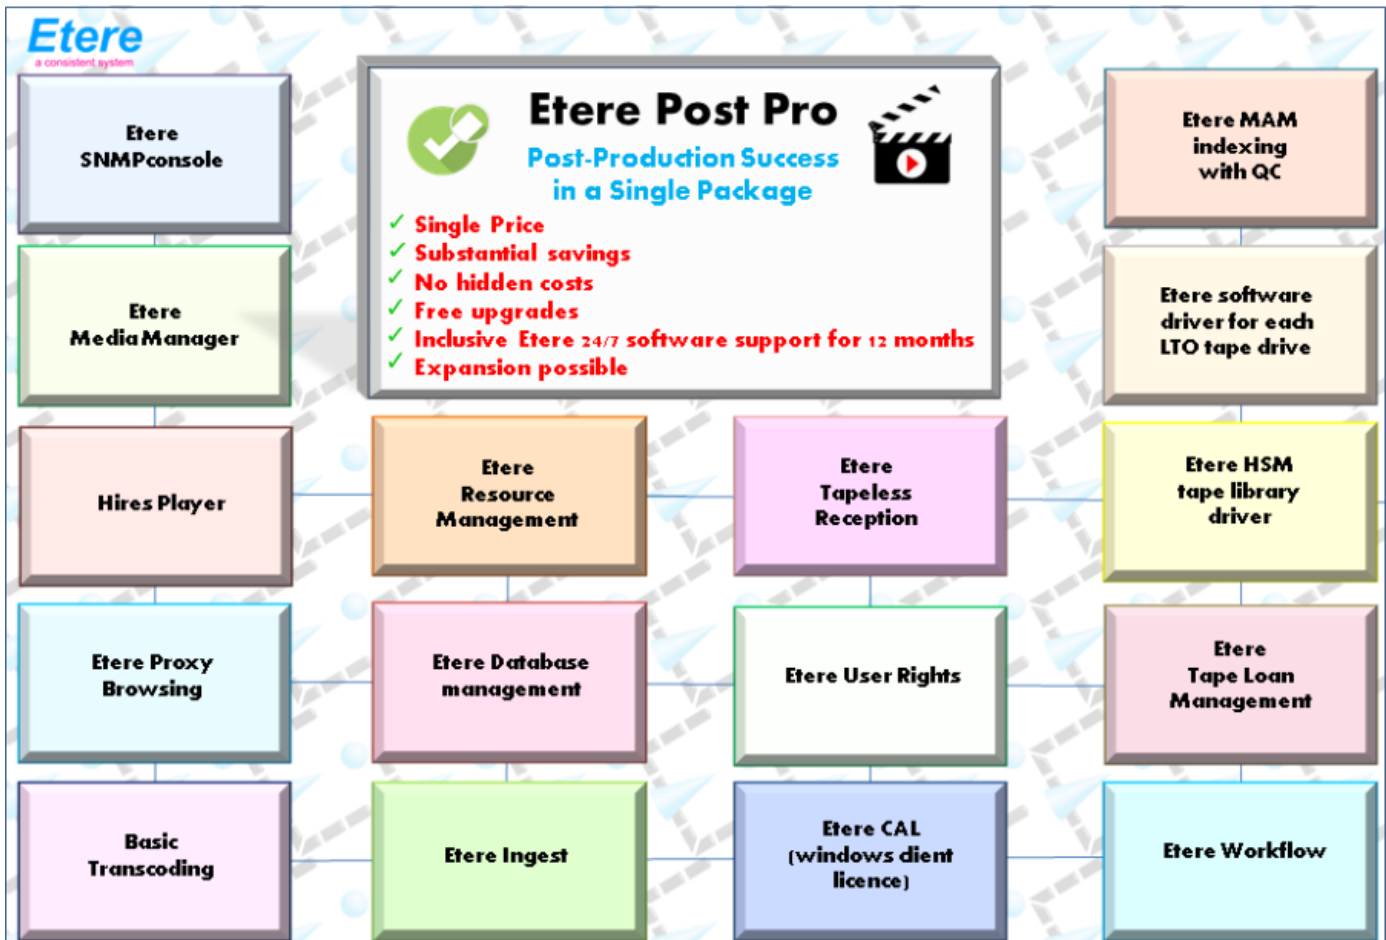 Etere
a consistent system
Etere
SNMPconsole
Etere Post Pro
Post-Production Success
in a Single Package
✓ Single Price
✓ Substantial savings
✓ No hidden costs
✓ Free upgrades
✓ Inclusive Etere 24/7 software support for 12 months
✓ Expansion possible
Etere MAM
indexing
with QC
Etere
Media Manager
Etere software
driver for each
LTO tape drive
Hires Player
Etere
Resource
Management
Etere
Tapeless
Reception
Etere HSM
tape library
driver
Etere Proxy
Browsing
Etere Database
management
Etere User Rights
Etere
Tape Loan
Management
Basic
Transcoding
Etere Ingest
Etere CAL
(windows client
licence)
Etere Workflow